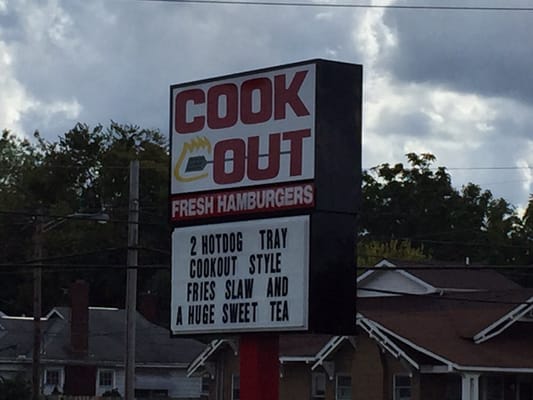 COOK
OUT
FRESH HAMBURGERS
2 HOTDOG TRAY
COOKOUT STYLE
FRIES SLAW AND
A HUGE SWEET TEA